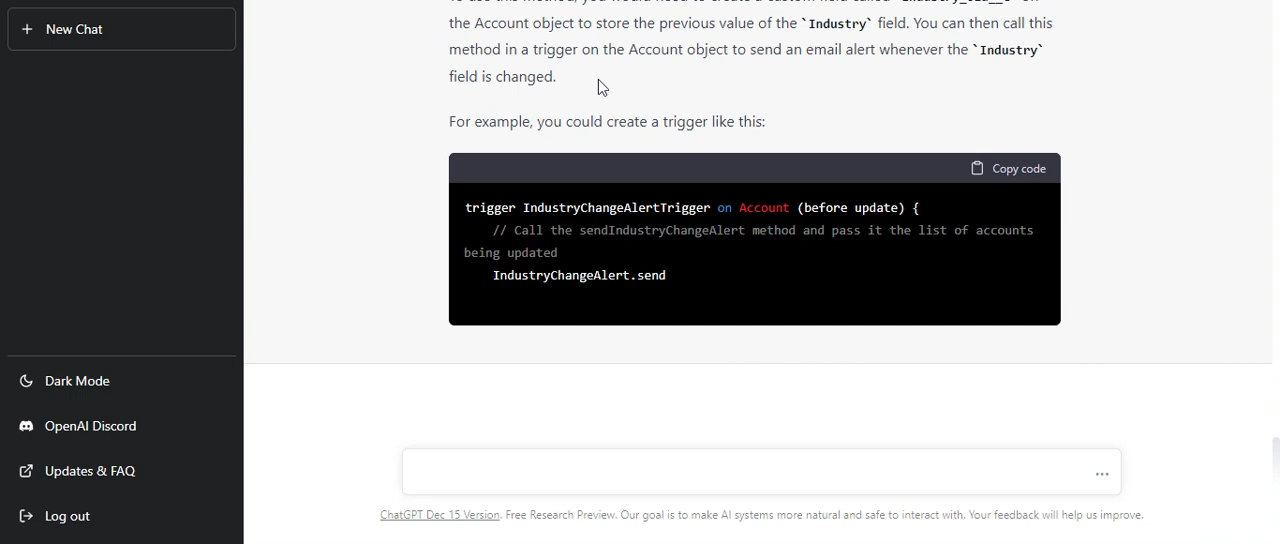 New Chat
the Account object to store the previous value of the `Industry` field. You can then call this
method in a trigger on the Account object to send an email alert whenever the `Industry`
field is changed.
For example, you could create a trigger like this:
Copy code
trigger IndustryChangeAlertTrigger on Account (before update) {
// Call the sendIndustryChangeAlert method and pass it the list of accounts
being updated
IndustryChangeAlert.send
Dark Mode
OpenAI Discord
Updates & FAQ
Log out
ChatGPT Dec 15 Version. Free Research Preview. Our goal is to make AI systems more natural and safe to interact with. Your feedback will help us improve.